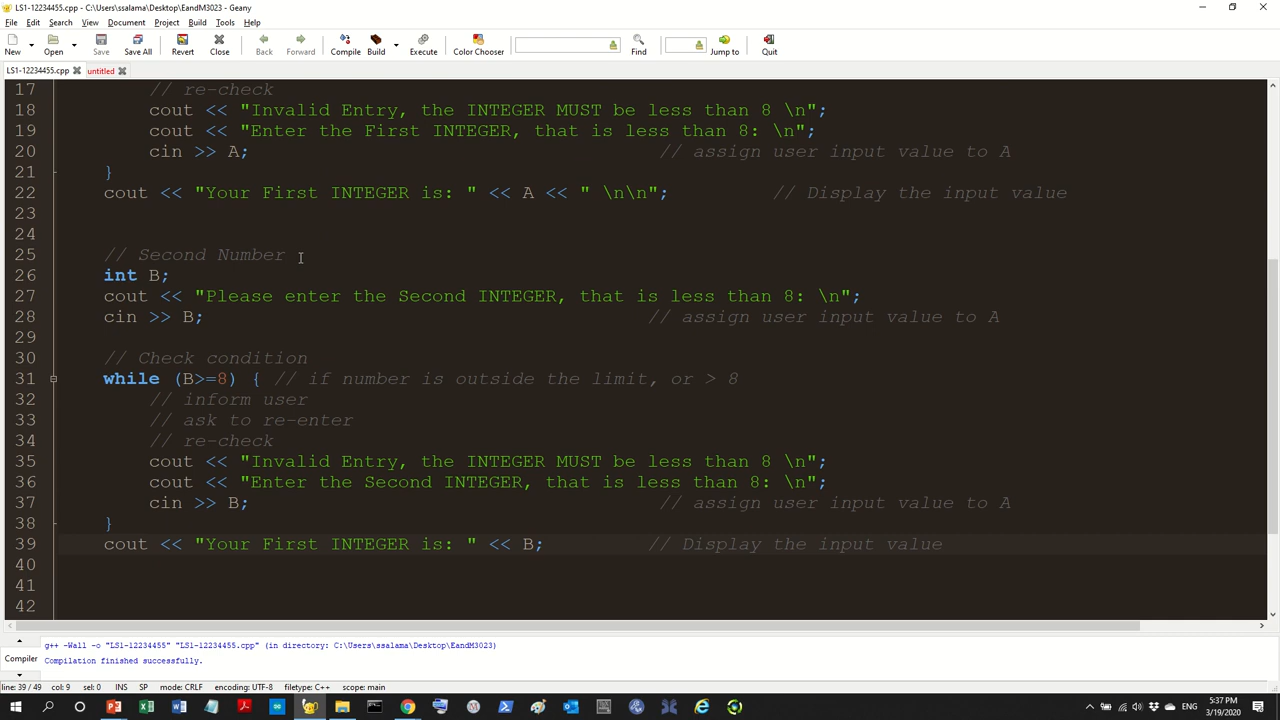 LS1-12234455.cpp - C:\Users\ssalama\Desktop\EandM3023 - Geany
File Edit Search View Document Project Build Tools Help
New Open Save Save All Revert Close Back Forward Compile Build Execute Color Chooser Find Jump to Quit
LS1-12234455.cpp untitled
17 // re-check
18 cout << "Invalid Entry, the INTEGER MUST be less than 8 \n";
19 cout << "Enter the First INTEGER, that is less than 8: \n";
20 cin >> A; // assign user input value to A
21 }
22 cout << "Your First INTEGER is: " << A << " \n\n"; // Display the input value
23
24
25 // Second Number
26 int B;
27 cout << "Please enter the Second INTEGER, that is less than 8: \n";
28 cin >> B; // assign user input value to A
29
30 // Check condition
31 while (B>=8) { // if number is outside the limit, or > 8
32 // inform user
33 // ask to re-enter
34 // re-check
35 cout << "Invalid Entry, the INTEGER MUST be less than 8 \n";
36 cout << "Enter the Second INTEGER, that is less than 8: \n";
37 cin >> B; // assign user input value to A
38 }
39 cout << "Your First INTEGER is: " << B; // Display the input value
40
41
42
g++ -Wall -o "LS1-12234455" "LS1-12234455.cpp" (in directory: C:\Users\ssalama\Desktop\EandM3023)
Compiler Compilation finished successfully.
line: 39 / 49 col: 9 sel: 0 INS SP mode: CRLF encoding: UTF-8 filetype: C++ scope: main
5:37 PM
3/19/2020